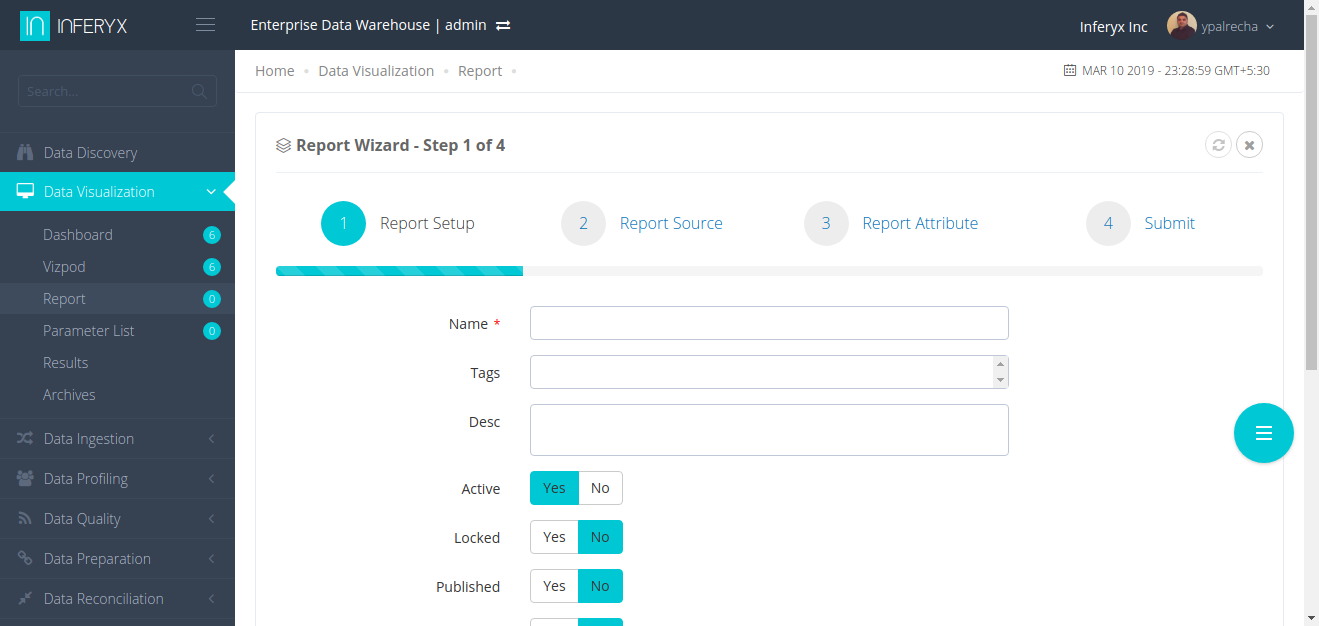 IN INFERYX
Enterprise Data Warehouse | admin
Inferyx Inc
ypalrecha
Search...
Home
Data Visualization
Report
MAR 10 2019 - 23:28:59 GMT+5:30
Data Discovery
Data Visualization
Dashboard 6
Vizpod 6
Report 0
Parameter List 0
Results
Archives
Data Ingestion
Data Profiling
Data Quality
Data Preparation
Data Reconciliation
Report Wizard - Step 1 of 4
1 Report Setup
2 Report Source
3 Report Attribute
4 Submit
Name *
Tags
Desc
Active Yes No
Locked Yes No
Published Yes No